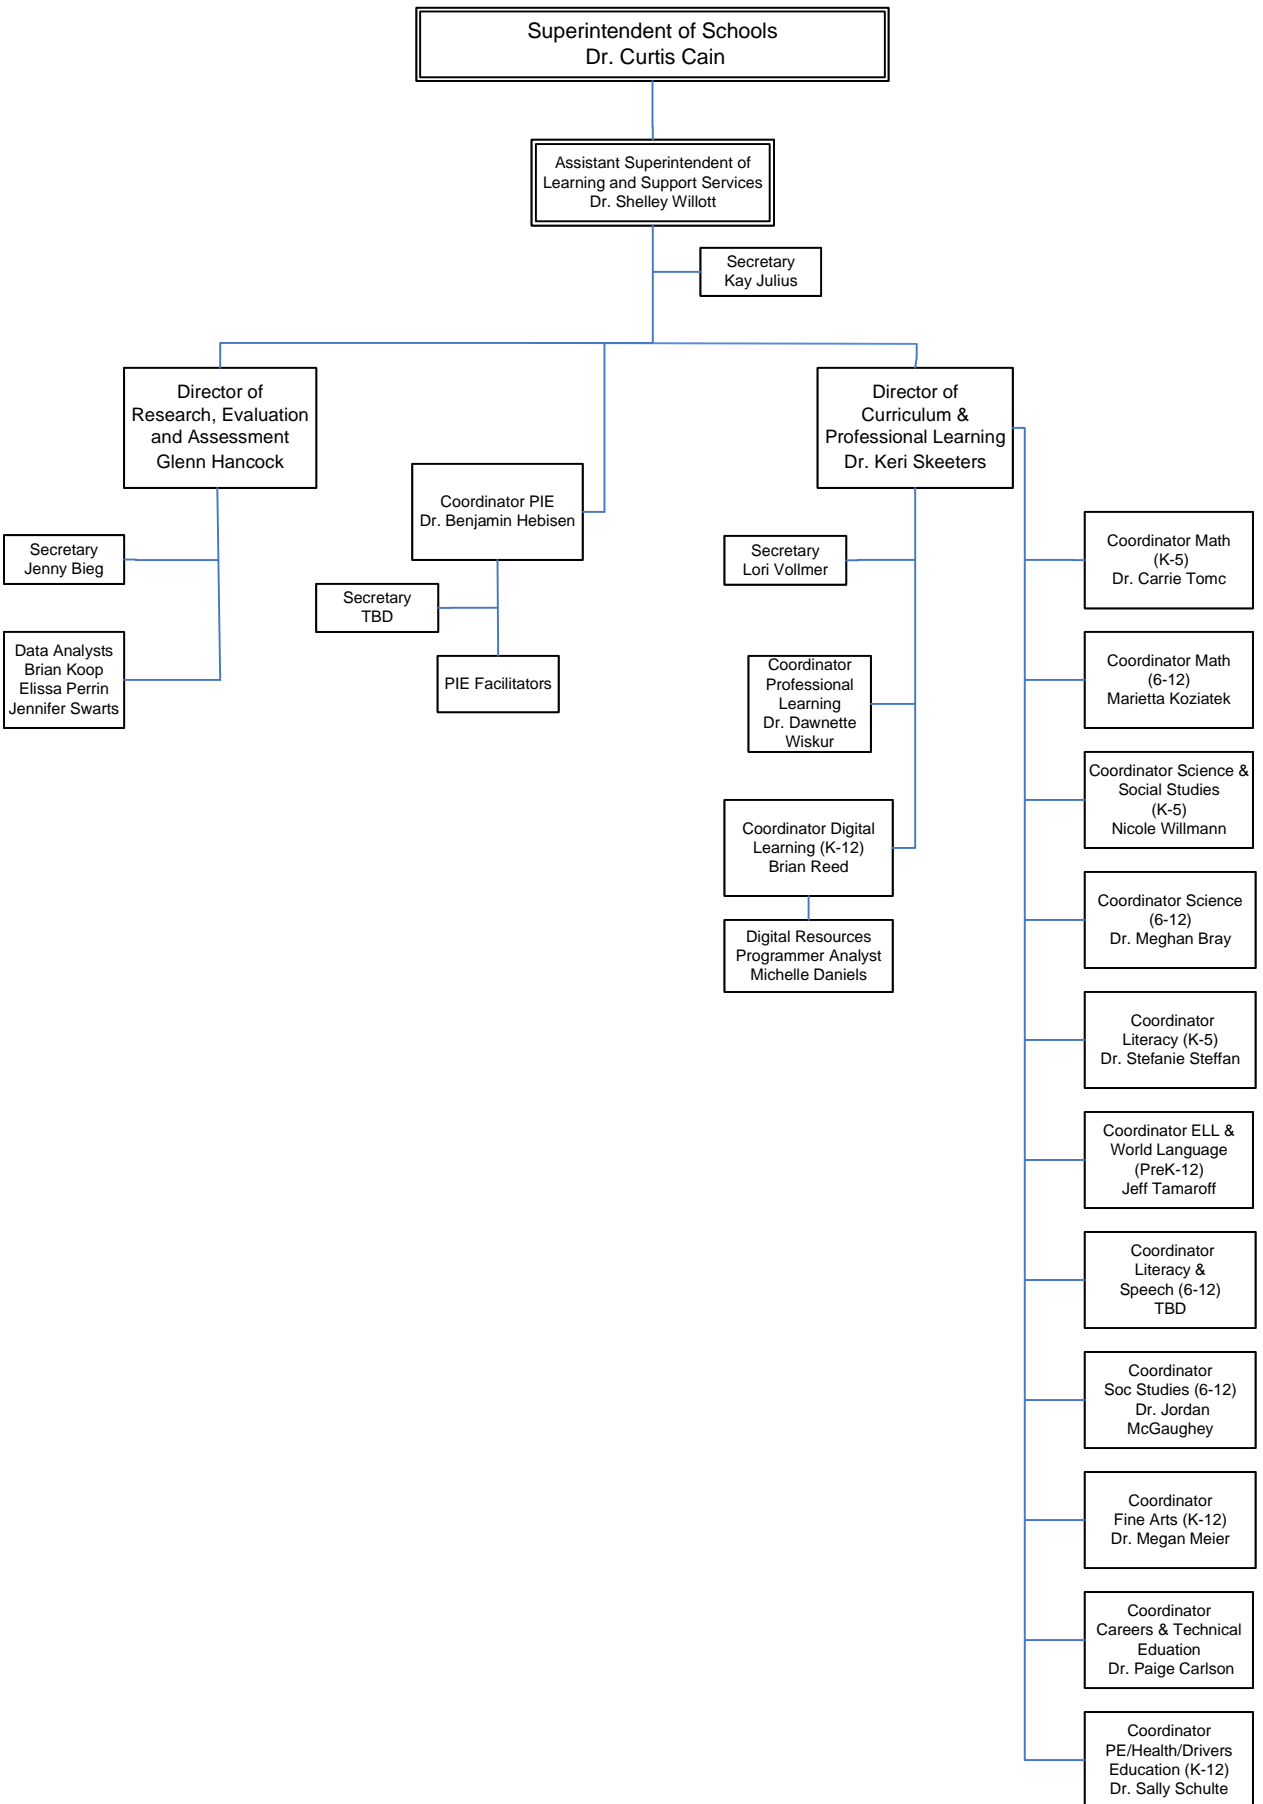 Superintendent of Schools
Dr. Curtis Cain
Assistant Superintendent of
Learning and Support Services
Dr. Shelley Willott
Secretary
Kay Julius
Director of
Research, Evaluation
and Assessment
Glenn Hancock
Secretary
Jenny Bieg
Data Analysts
Brian Koop
Elissa Perrin
Jennifer Swarts
Coordinator PIE
Dr. Benjamin Hebisen
Secretary
TBD
PIE Facilitators
Director of
Curriculum &
Professional Learning
Dr. Keri Skeeters
Secretary
Lori Vollmer
Coordinator
Professional
Learning
Dr. Dawnette
Wiskur
Coordinator Digital
Learning (K-12)
Brian Reed
Digital Resources
Programmer Analyst
Michelle Daniels
Coordinator Math
(K-5)
Dr. Carrie Tomc
Coordinator Math
(6-12)
Marietta Koziatek
Coordinator Science &
Social Studies
(K-5)
Nicole Willmann
Coordinator Science
(6-12)
Dr. Meghan Bray
Coordinator
Literacy (K-5)
Dr. Stefanie Steffan
Coordinator ELL &
World Language
(PreK-12)
Jeff Tamaroff
Coordinator
Literacy &
Speech (6-12)
TBD
Coordinator
Soc Studies (6-12)
Dr. Jordan
McGaughey
Coordinator
Fine Arts (K-12)
Dr. Megan Meier
Coordinator
Careers & Technical
Eduation
Dr. Paige Carlson
Coordinator
PE/Health/Drivers
Education (K-12)
Dr. Sally Schulte